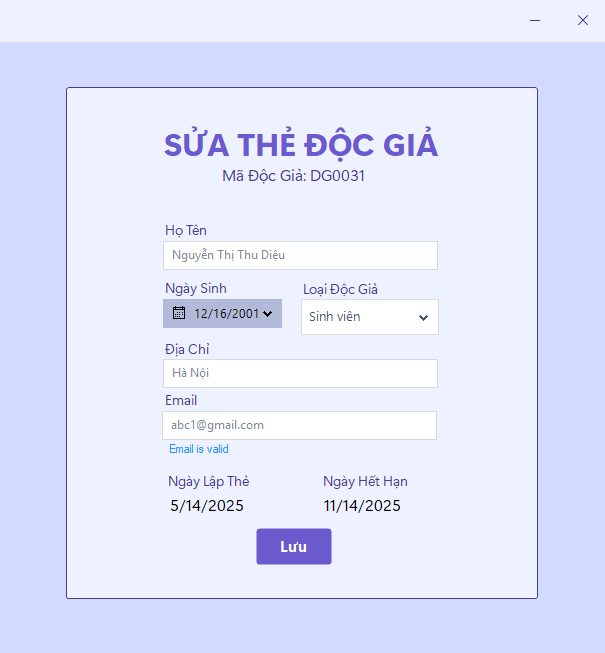 SỬA THẺ ĐỘC GIẢ
Mã Độc Giả: DG0031
Họ Tên
Nguyễn Thị Thu Diệu
Ngày Sinh
Loại Độc Giả
12/16/2001
Sinh viên
Địa Chỉ
Hà Nội
Email
abc1@gmail.com
Email is valid
Ngày Lập Thẻ
Ngày Hết Hạn
5/14/2025
11/14/2025
Lưu